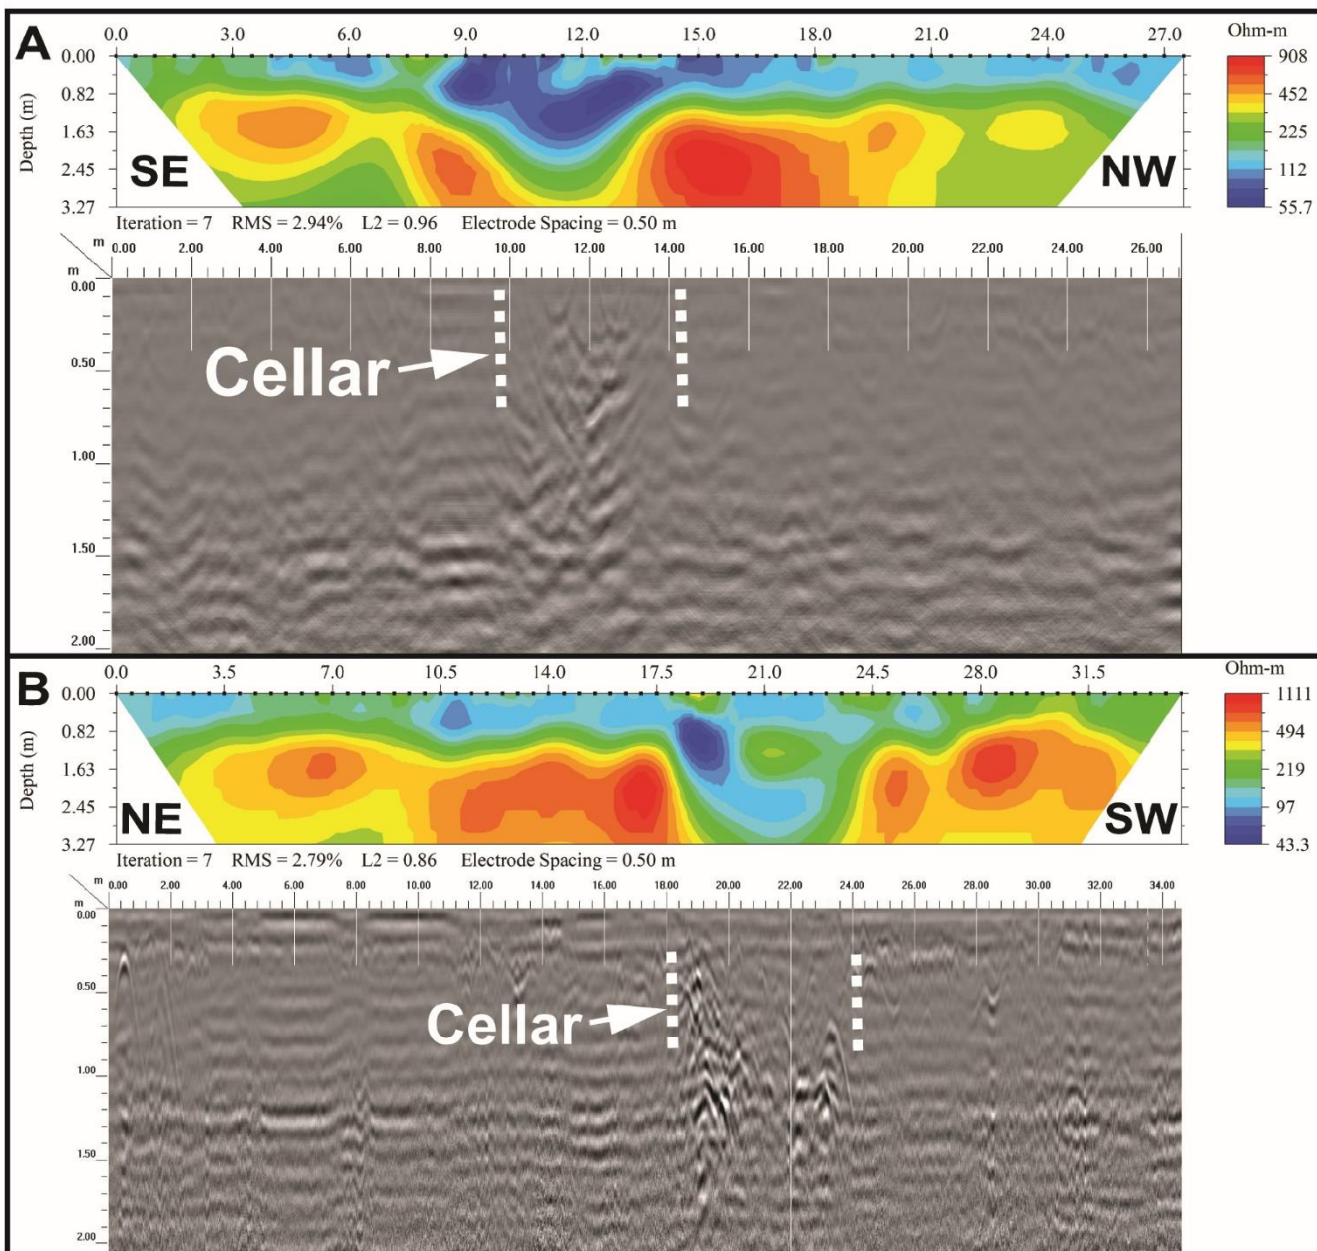 A
0.0 3.0 6.0 9.0 12.0 15.0 18.0 21.0 24.0 27.0
Ohm-m
Depth (m)
0.00
0.82
1.63
2.45
3.27
908
452
225
112
55.7
SE
NW
Iteration = 7 RMS = 2.94% L2 = 0.96 Electrode Spacing = 0.50 m
m
0.00 2.00 4.00 6.00 8.00 10.00 12.00 14.00 16.00 18.00 20.00 22.00 24.00 26.00
m
0.00
0.50
1.00
1.50
2.00
Cellar
B
0.0 3.5 7.0 10.5 14.0 17.5 21.0 24.5 28.0 31.5
Ohm-m
Depth (m)
0.00
0.82
1.63
2.45
3.27
1111
494
219
97
43.3
NE
SW
Iteration = 7 RMS = 2.79% L2 = 0.86 Electrode Spacing = 0.50 m
m
0.00 2.00 4.00 6.00 8.00 10.00 12.00 14.00 16.00 18.00 20.00 22.00 24.00 26.00 28.00 30.00 32.00 34.00
m
0.00
0.50
1.00
1.50
2.00
Cellar